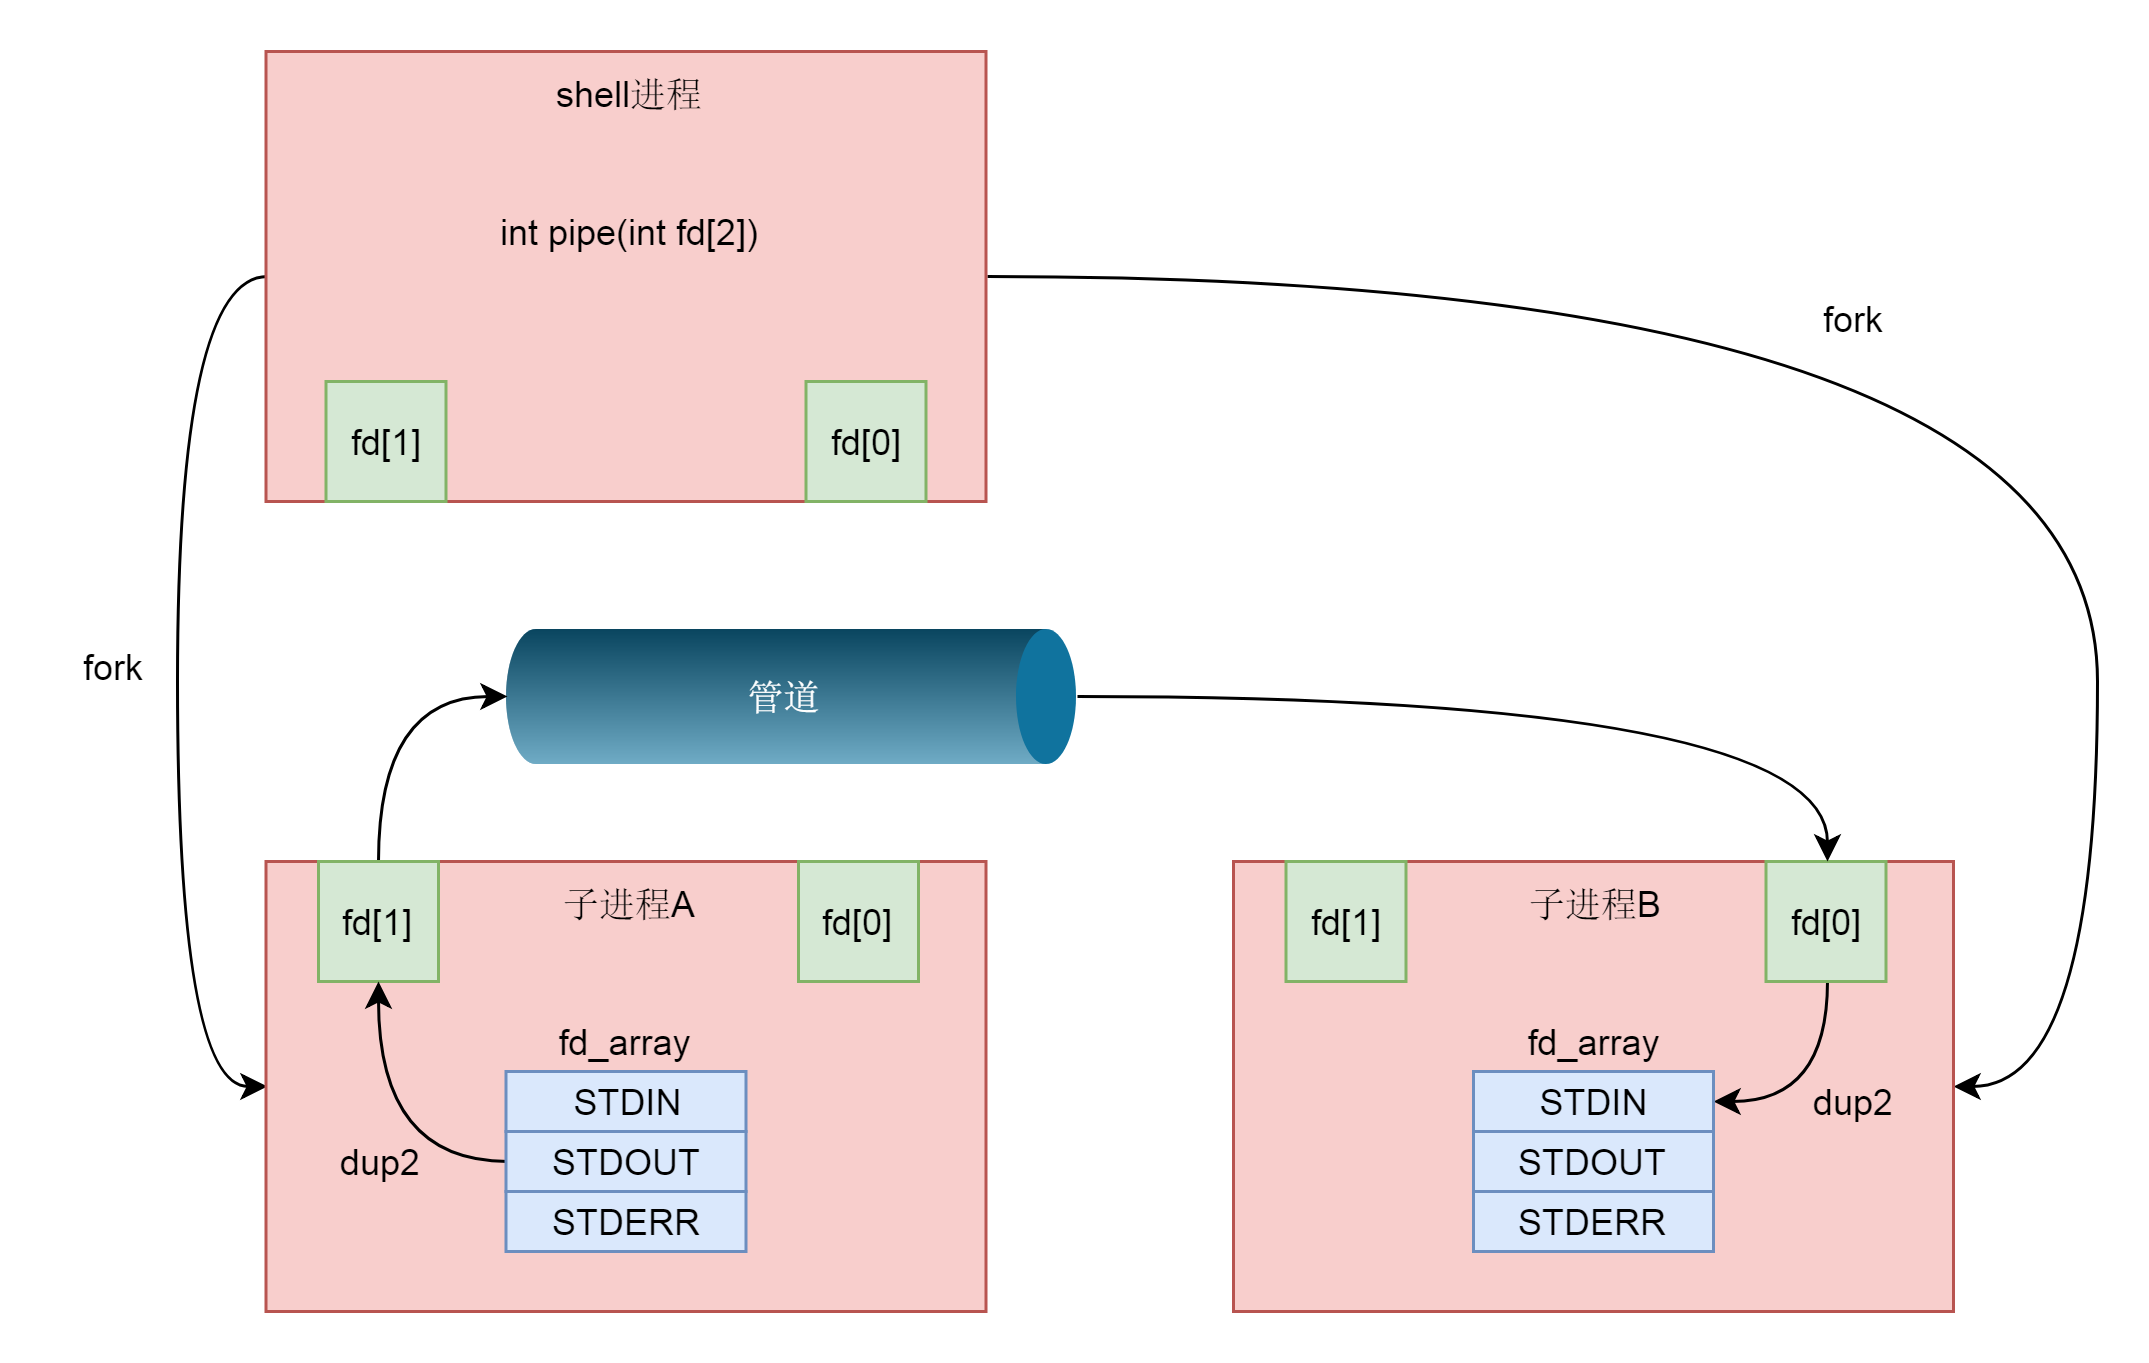 shell进程
int pipe(int fd[2])
fork
fd[1]
fd[0]
fork
管道
fd[1]
子进程A
fd[0]
fd_array
STDIN
STDOUT
STDERR
dup2
fd[1]
子进程B
fd[0]
fd_array
STDIN
STDOUT
STDERR
dup2